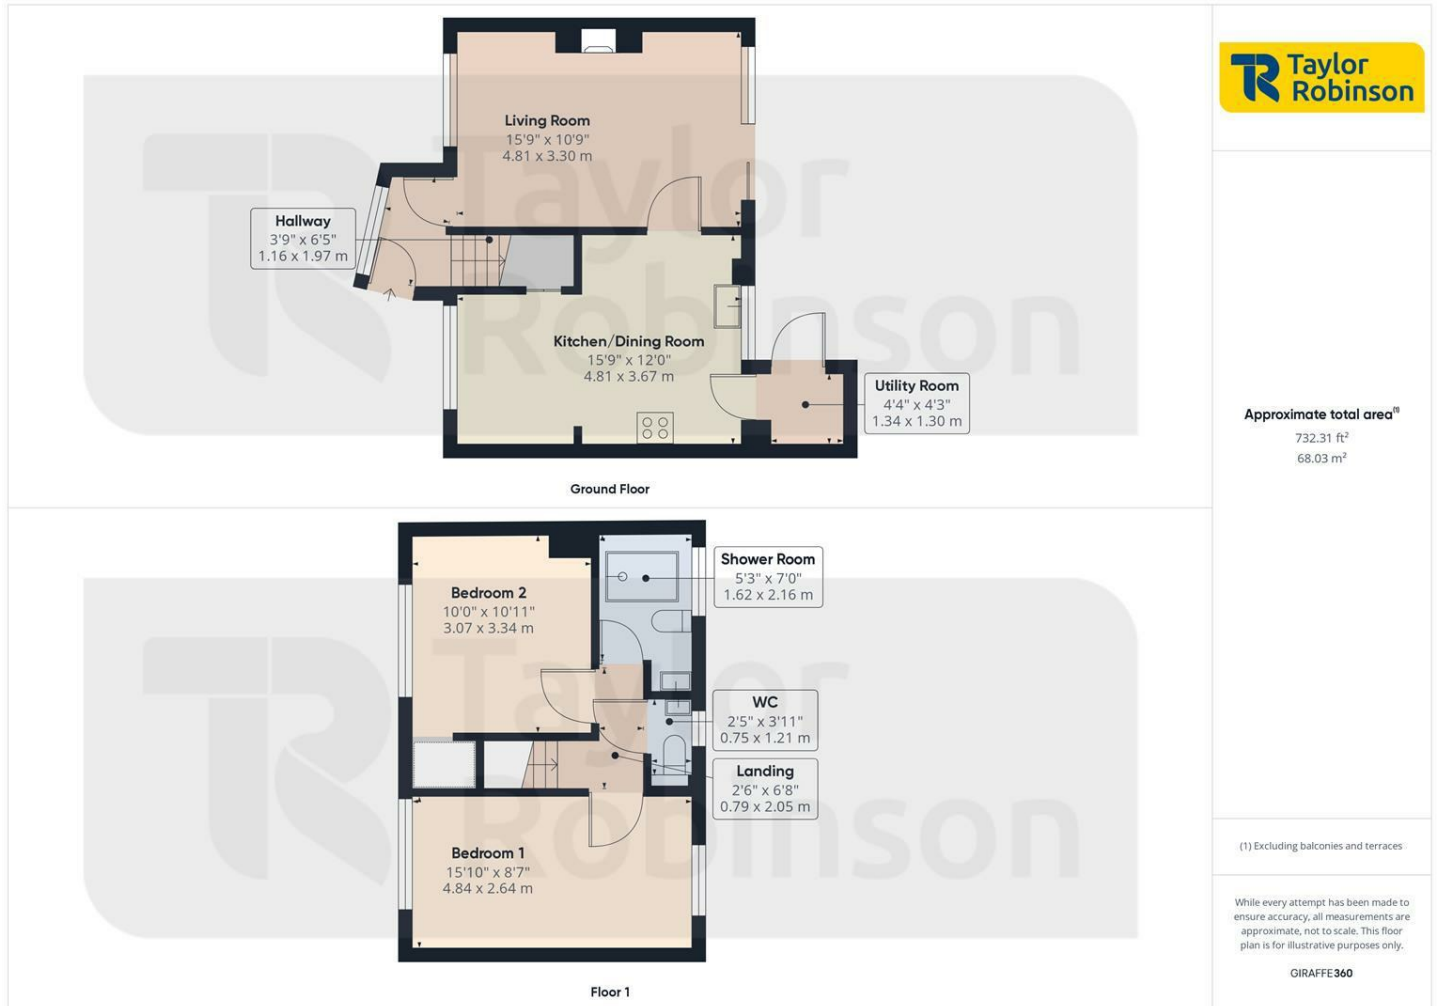 Taylor
Robinson
Living Room
15'9" x 10'9"
4.81 x 3.30 m
Hallway
3'9" x 6'5"
1.16 x 1.97 m
Kitchen/Dining Room
15'9" x 12'0"
4.81 x 3.67 m
Utility Room
4'4" x 4'3"
1.34 x 1.30 m
Ground Floor
Taylor
Robinson
Bedroom 2
10'0" x 10'11"
3.07 x 3.34 m
Shower Room
5'3" x 7'0"
1.62 x 2.16 m
WC
2'5" x 3'11"
0.75 x 1.21 m
Landing
2'6" x 6'8"
0.79 x 2.05 m
Bedroom 1
15'10" x 8'7"
4.84 x 2.64 m
Floor 1
Taylor
Robinson
Approximate total area⁽¹⁾
732.31 ft²
68.03 m²
(1) Excluding balconies and terraces
While every attempt has been made to
ensure accuracy, all measurements are
approximate, not to scale. This floor
plan is for illustrative purposes only.
GIRAFFE360